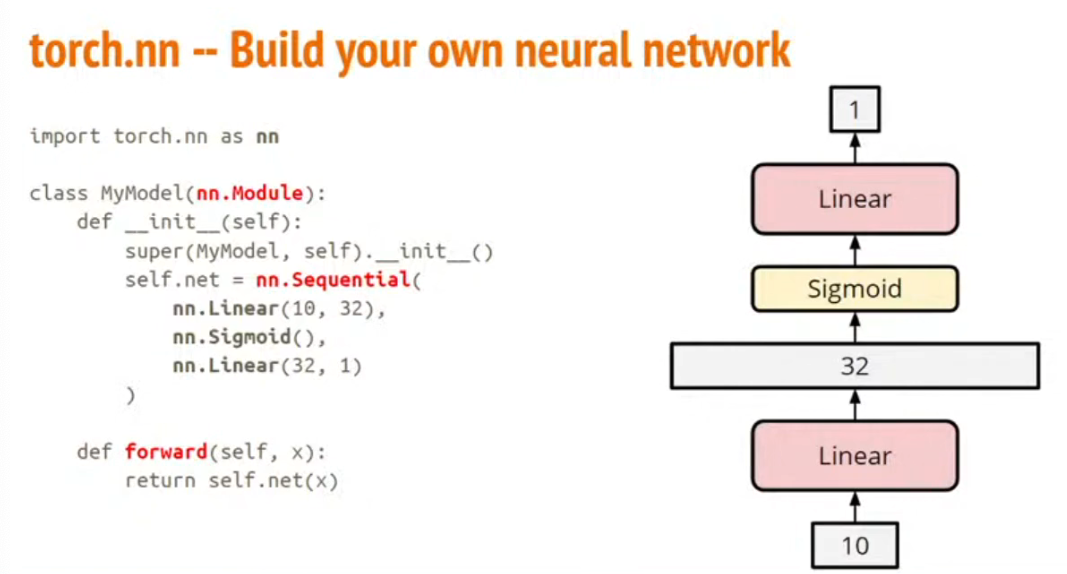 torch.nn -- Build your own neural network
import torch.nn as nn
class MyModel(nn.Module):
def __init__(self):
super(MyModel, self).__init__()
self.net = nn.Sequential(
nn.Linear(10, 32),
nn.Sigmoid(),
nn.Linear(32, 1)
)
def forward(self, x):
return self.net(x)
1
Linear
Sigmoid
32
Linear
10